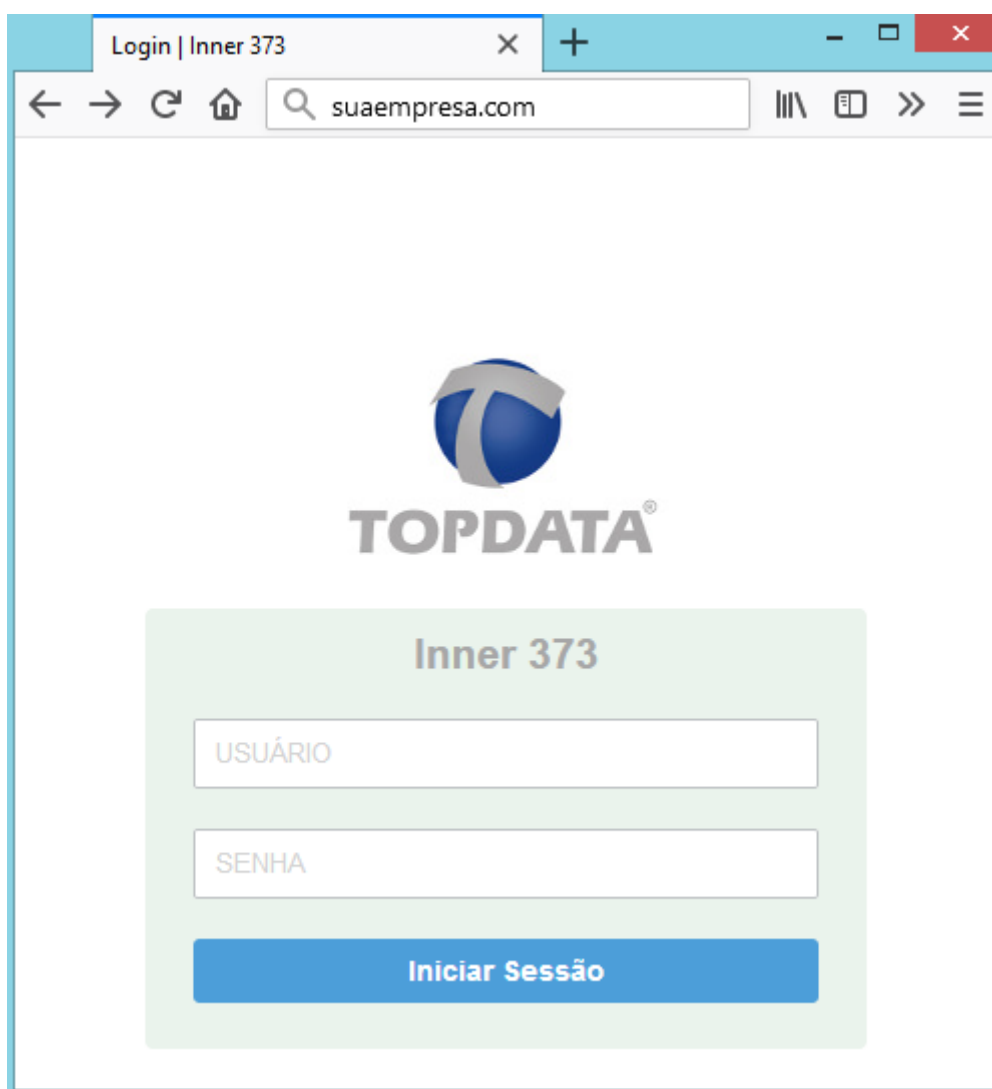 Login | Inner 373
suaempresa.com
TOPDATA®
Inner 373
USUÁRIO
SENHA
Iniciar Sessão